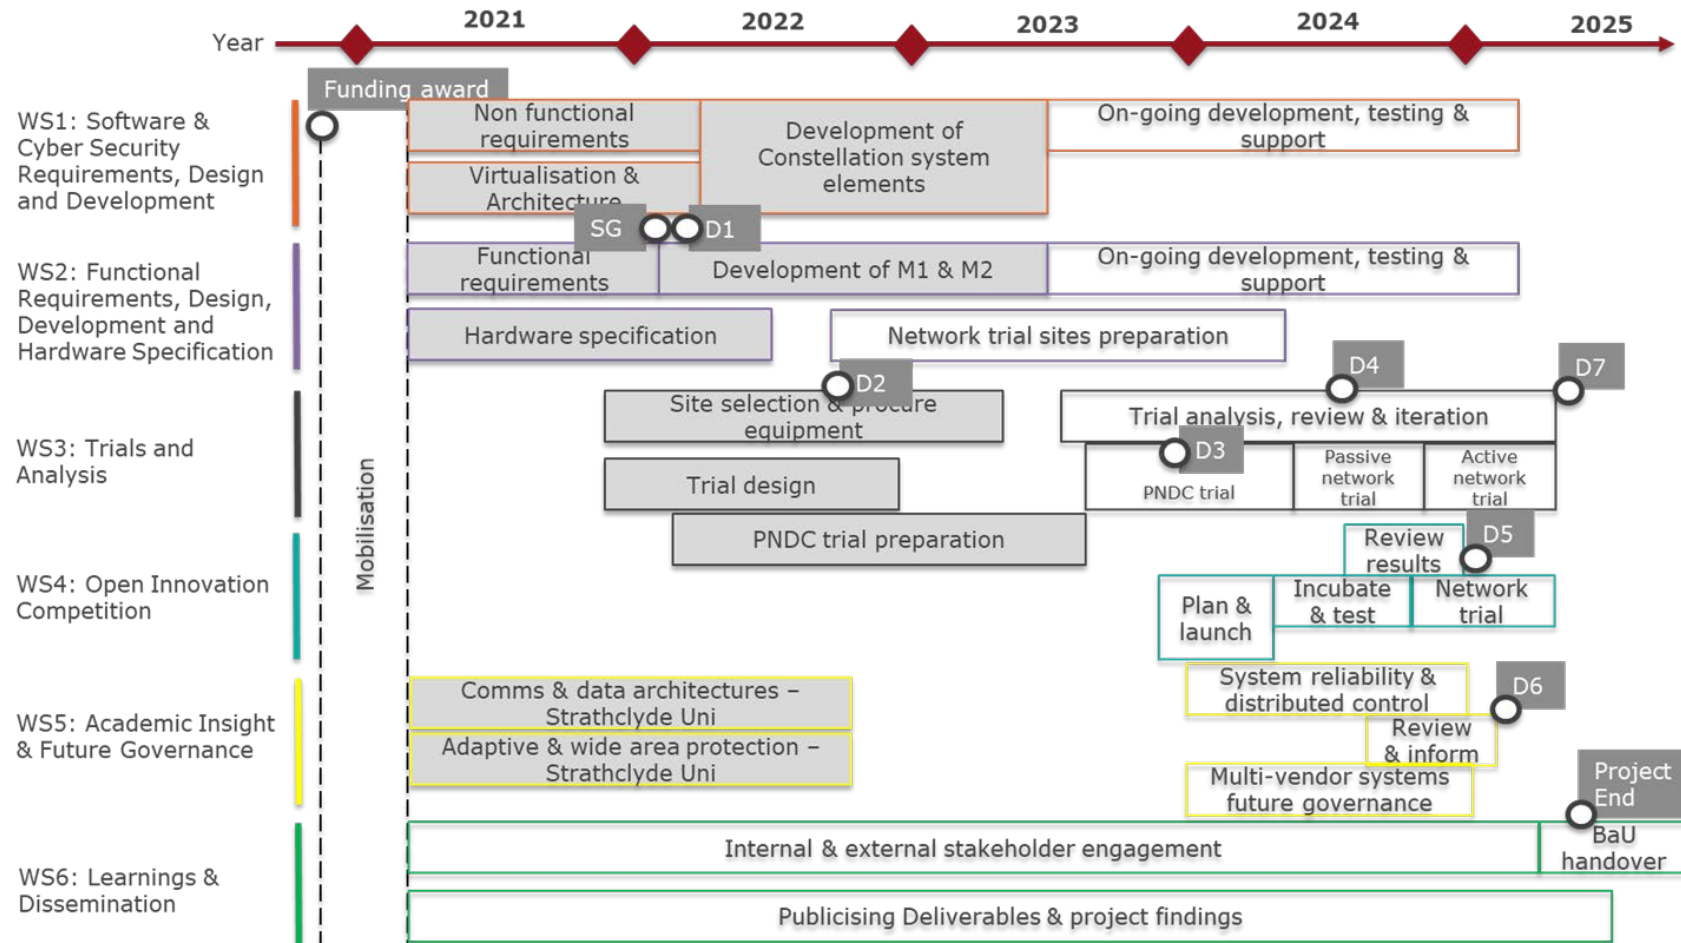 2021
2022
2023
2024
2025
Year
Funding award
WS1: Software &
Cyber Security
Requirements, Design
and Development
Non functional
requirements
Virtualisation &
Architecture
Development of
Constellation system
elements
On-going development, testing &
support
SG
D1
WS2: Functional
Requirements, Design,
Development and
Hardware Specification
Functional
requirements
Development of M1 & M2
On-going development, testing &
support
Hardware specification
Network trial sites preparation
D2
D4
D7
WS3: Trials and
Analysis
Site selection & procure
equipment
Trial analysis, review & iteration
D3
Trial design
PNDC trial
Passive
network
trial
Active
network
trial
PNDC trial preparation
Mobilisation
WS4: Open Innovation
Competition
Review
results
D5
Plan &
launch
Incubate
& test
Network
trial
WS5: Academic Insight
& Future Governance
Comms & data architectures –
Strathclyde Uni
Adaptive & wide area protection –
Strathclyde Uni
System reliability &
distributed control
D6
Review
& inform
Multi-vendor systems
future governance
Project
End
WS6: Learnings &
Dissemination
Internal & external stakeholder engagement
BaU
handover
Publicising Deliverables & project findings